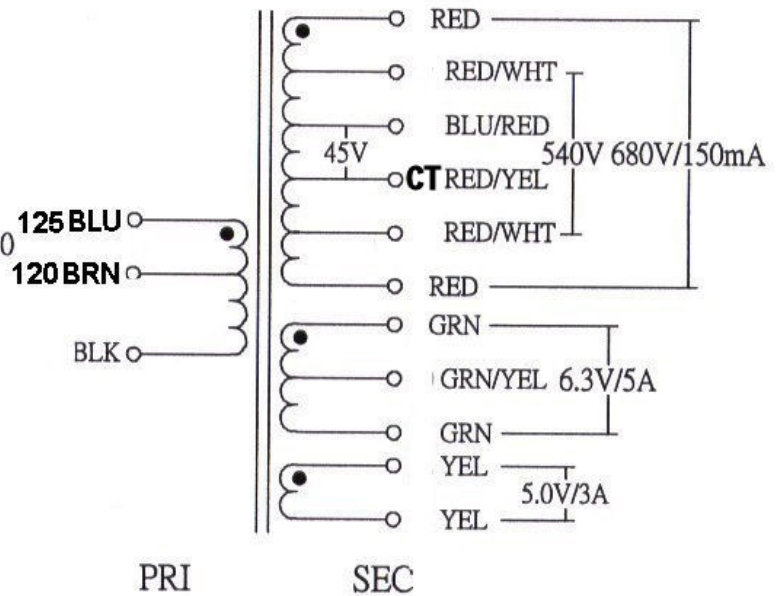 RED
RED/WHT
BLU/RED
45V
540V 680V/150mA
CT RED/YEL
125 BLU
0
RED/WHT
120 BRN
RED
GRN
BLK
GRN/YEL 6.3V/5A
GRN
YEL
5.0V/3A
YEL
PRI SEC